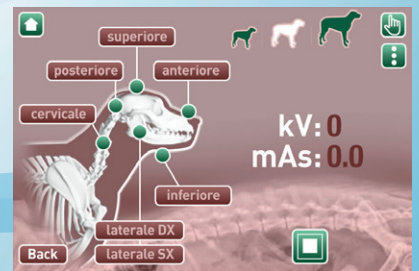 superiore
posteriore
anteriore
cervicale
kV: 0
mAs: 0.0
inferiore
laterale DX
Back
laterale SX